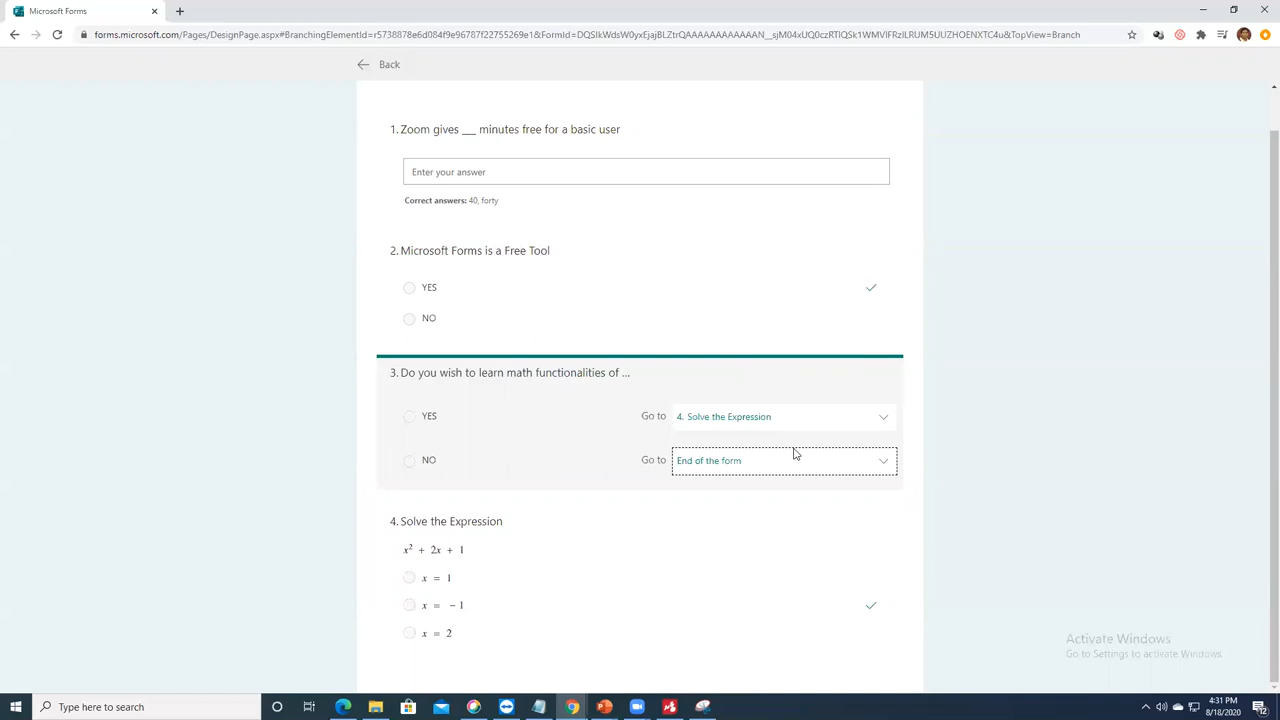 Microsoft Forms
forms.microsoft.com/Pages/DesignPage.aspx#BranchingElementId=r5738878e6d084f9e96787f22755269e1&FormId=DQSIkWdsW0yxEjajBLZtrQAAAAAAAAAAAAN__sjM04xUQ0czRTlQSk1WMVlFRzlLRUM5UUZHOENXTC4u&TopView=Branch
Back
1. Zoom gives ___ minutes free for a basic user
Enter your answer
Correct answers: 40, forty
2. Microsoft Forms is a Free Tool
YES
NO
3. Do you wish to learn math functionalities of ...
YES Go to 4. Solve the Expression
NO Go to End of the form
4. Solve the Expression
x² + 2x + 1
x = 1
x = − 1
x = 2
Activate Windows
Go to Settings to activate Windows.
Type here to search
4:31 PM
8/18/2020
12